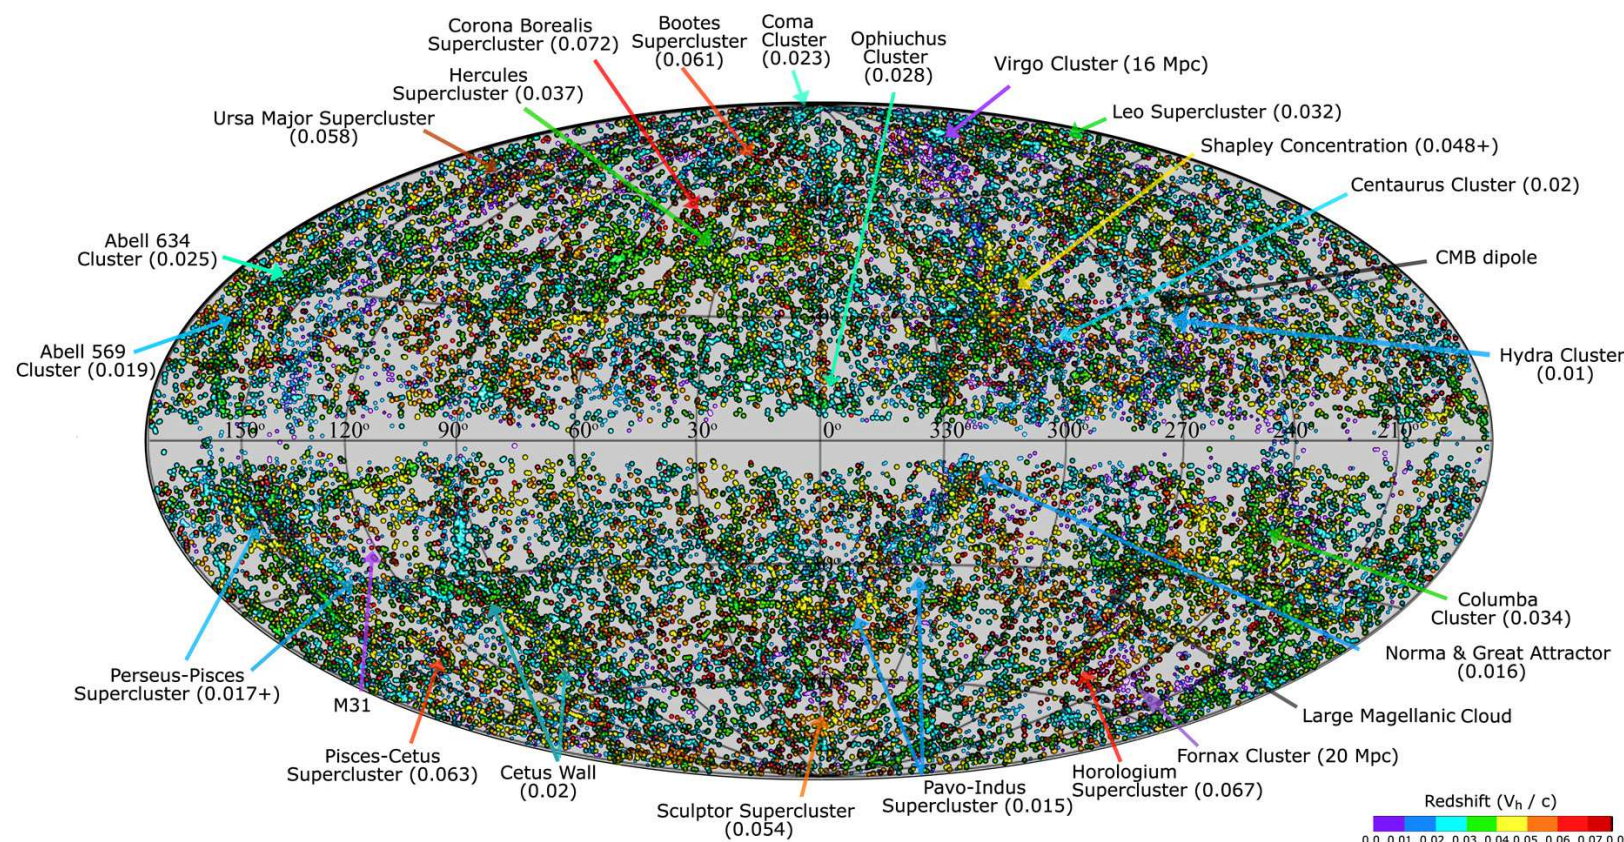 Corona Borealis
Supercluster (0.072)
Bootes
Supercluster
(0.061)
Coma
Cluster
(0.023)
Ophiuchus
Cluster
(0.028)
Virgo Cluster (16 Mpc)
Hercules
Supercluster (0.037)
Ursa Major Supercluster
(0.058)
Leo Supercluster (0.032)
Shapley Concentration (0.048+)
Centaurus Cluster (0.02)
Abell 634
Cluster (0.025)
CMB dipole
Abell 569
Cluster (0.019)
Hydra Cluster
(0.01)
150° 120° 90° 60° 30° 0° 330° 300° 270° 240° 210°
Columba
Cluster (0.034)
Norma & Great Attractor
(0.016)
Perseus-Pisces
Supercluster (0.017+)
M31
Large Magellanic Cloud
Fornax Cluster (20 Mpc)
Pisces-Cetus
Supercluster (0.063)
Cetus Wall
(0.02)
Sculptor Supercluster
(0.054)
Pavo-Indus
Supercluster (0.015)
Horologium
Supercluster (0.067)
Redshift (Vₕ / c)
0.0 0.01 0.02 0.03 0.04 0.05 0.06 0.07